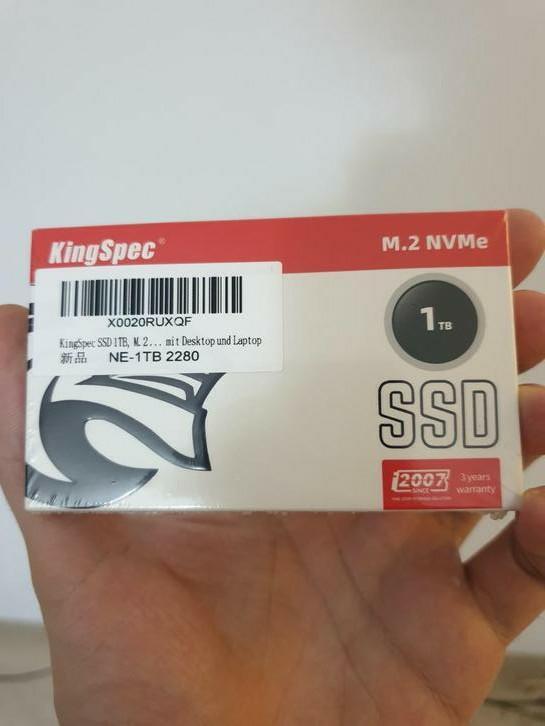 KingSpec®
M.2 NVMe
X0020RUXQF
KingSpec SSD 1TB, M.2... mit Desktop und Laptop
新品 NE-1TB 2280
1TB
SSD
2007
SINCE
3 years
warranty